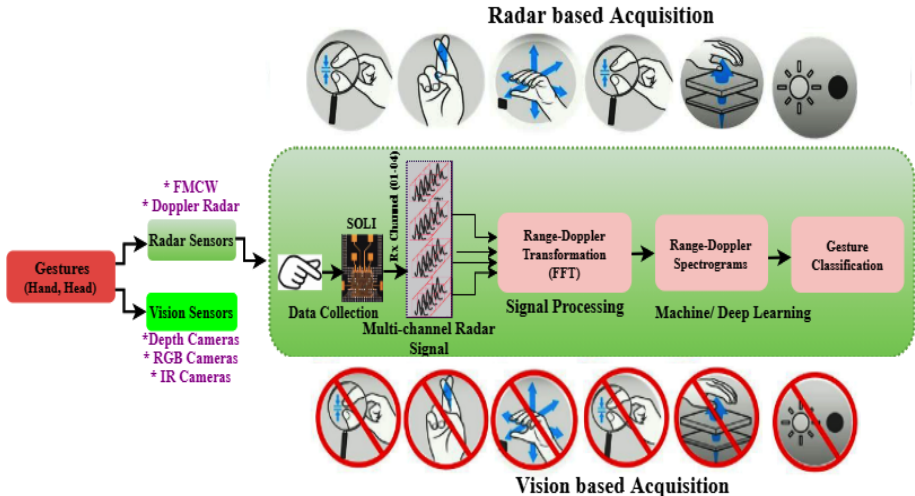 Radar based Acquisition
* FMCW
* Doppler Radar
Radar Sensors
Gestures
(Hand, Head)
Vision Sensors
*Depth Cameras
* RGB Cameras
* IR Cameras
SOLI
Data Collection
Rx Channel (01-04)
Multi-channel Radar
Signal
Range-Doppler
Transformation
(FFT)
Signal Processing
Range-Doppler
Spectrograms
Machine/ Deep Learning
Gesture
Classification
Vision based Acquisition